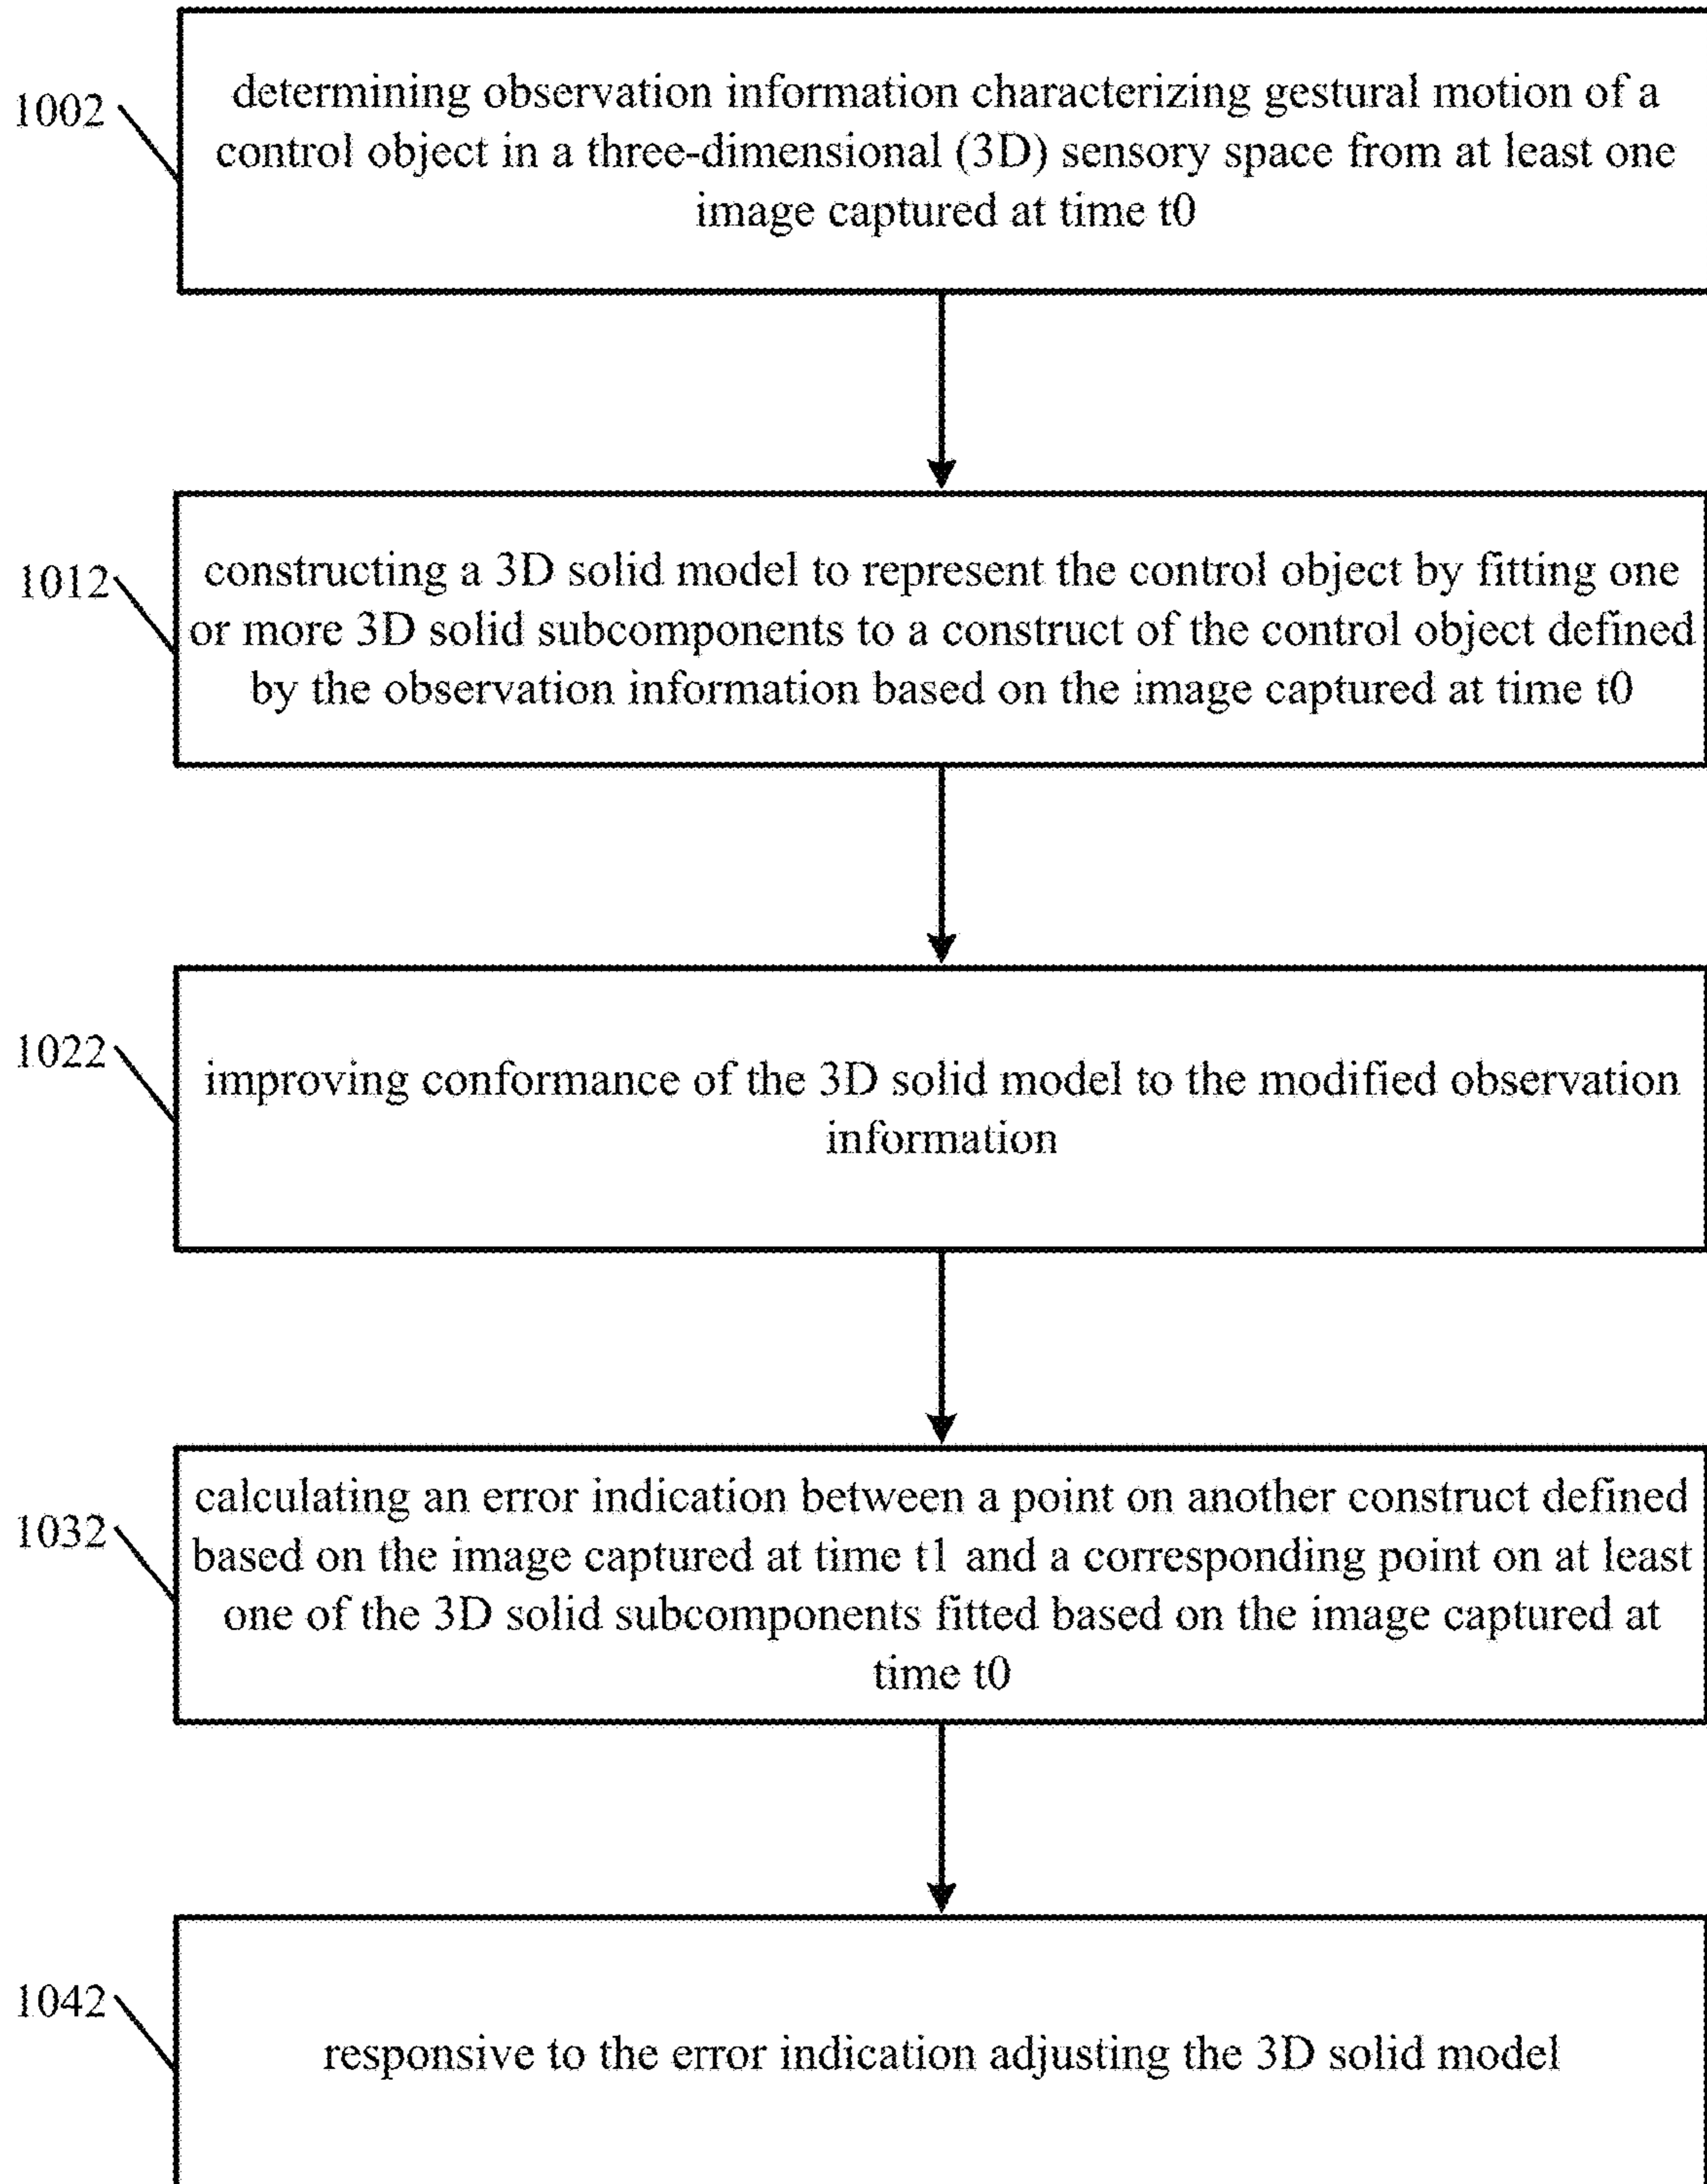 1002
determining observation information characterizing gestural motion of a
control object in a three-dimensional (3D) sensory space from at least one
image captured at time t0
1012
constructing a 3D solid model to represent the control object by fitting one
or more 3D solid subcomponents to a construct of the control object defined
by the observation information based on the image captured at time t0
1022
improving conformance of the 3D solid model to the modified observation
information
1032
calculating an error indication between a point on another construct defined
based on the image captured at time t1 and a corresponding point on at least
one of the 3D solid subcomponents fitted based on the image captured at
time t0
1042
responsive to the error indication adjusting the 3D solid model